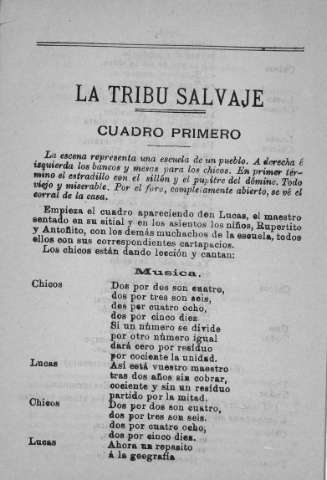 LA TRIBU SALVAJE
CUADRO PRIMERO
La escena representa una escuela de un pueblo. A derecha é
izquierda los bancos y mesas para los chicos. En primer tér-
mino el estradillo con el sillón y el pupitre del dómine. Todo
viejo y miserable. Por el foro, completamente abierto, se vé el
corral de la casa.
Empieza el cuadro apareciendo don Lucas, el maestro
sentado en su sitial y en los asientos los niños, Rupertito
y Antoñito, con los demás muchachos de la escuela, todos
ellos con sus correspondientes cartapacios.
Los chicos están dando lección y cantan:
Musica.
Chicos Dos por dos son cuatro,
dos por tres son seis,
dos por cuatro ocho,
dos por cinco diez.
Si un número se divide
por otro número igual
dará cero por residuo
por cociente la unidad.
Lucas Así está vuestro maestro
tras dos años sin cobrar,
cociente y sin un residuo
partido por la mitad.
Chicos Dos por dos son cuatro,
dos por tres son seis.
dos por cuatro ocho,
dos por cinco diez.
Lucas Ahora un repasito
á la geografía